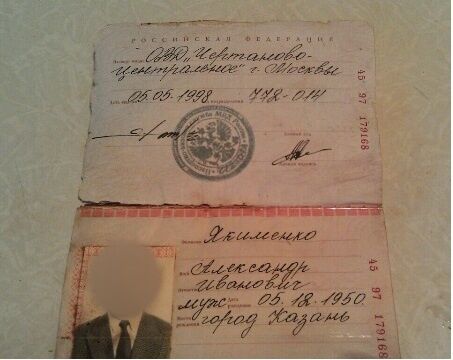 РОССИЙСКАЯ ФЕДЕРАЦИЯ
ОВД "Чертаново-
центральное" г. Москвы
05.05.1998 772-014
45 97 179168
Якименко
Александр
Иванович
муж 05.12.1950
город Казань
45 97 179168